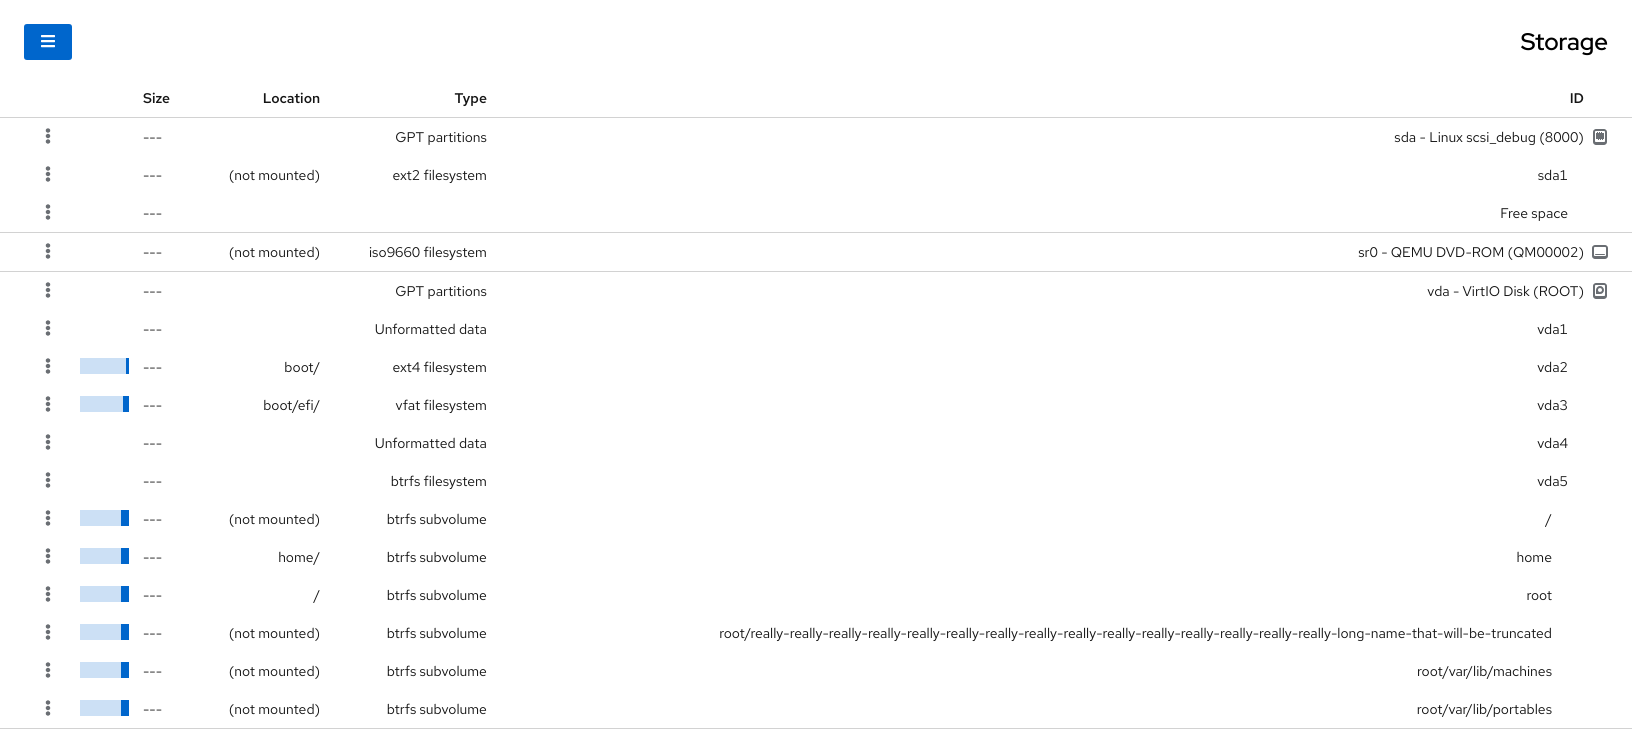 Storage
ID Type Location Size
sda - Linux scsi_debug (8000) GPT partitions ---
sda1 ext2 filesystem (not mounted) ---
Free space ---
sr0 - QEMU DVD-ROM (QM00002) iso9660 filesystem (not mounted) ---
vda - VirtIO Disk (ROOT) GPT partitions ---
vda1 Unformatted data ---
vda2 ext4 filesystem boot/ ---
vda3 vfat filesystem boot/efi/ ---
vda4 Unformatted data ---
vda5 btrfs filesystem ---
/ btrfs subvolume (not mounted) ---
home btrfs subvolume home/ ---
root btrfs subvolume / ---
root/really-really-really-really-really-really-really-really-really-really-really-really-really-really-really-long-name-that-will-be-truncated btrfs subvolume (not mounted) ---
root/var/lib/machines btrfs subvolume (not mounted) ---
root/var/lib/portables btrfs subvolume (not mounted) ---